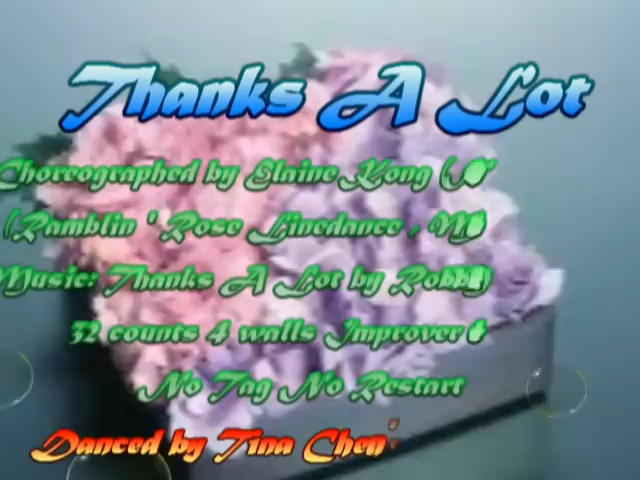 Thanks A Lot
Choreographed by Elaine Kong (
(Ramblin' Rose Linedance,
Music: Thanks A Lot by
32 counts 4 walls Improver
No Tag No Restart
Danced by Tina Chen